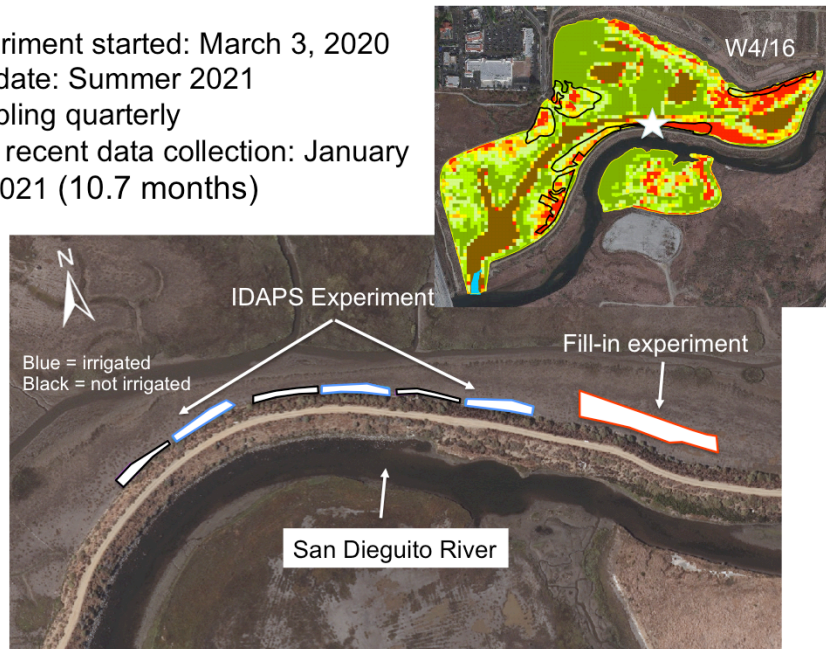 riment started: March 3, 2020
date: Summer 2021
pling quarterly
recent data collection: January
021 (10.7 months)
W4/16
N
IDAPS Experiment
Fill-in experiment
Blue = irrigated
Black = not irrigated
San Dieguito River